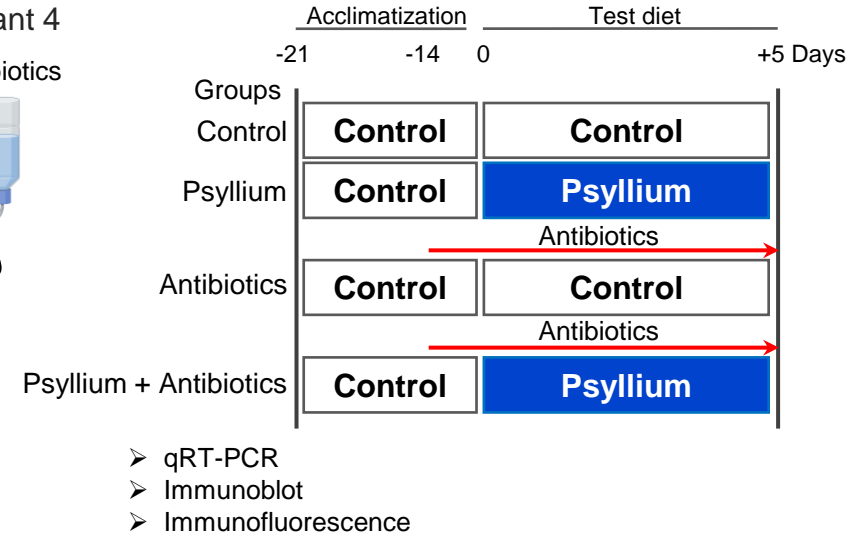 ant 4
Acclimatization Test diet
-21 -14 0 +5 Days
iotics
Groups
Control Control Control
Psyllium Control Psyllium
Antibiotics
Antibiotics Control Control
Antibiotics
Psyllium + Antibiotics Control Psyllium
➢ qRT-PCR
➢ Immunoblot
➢ Immunofluorescence